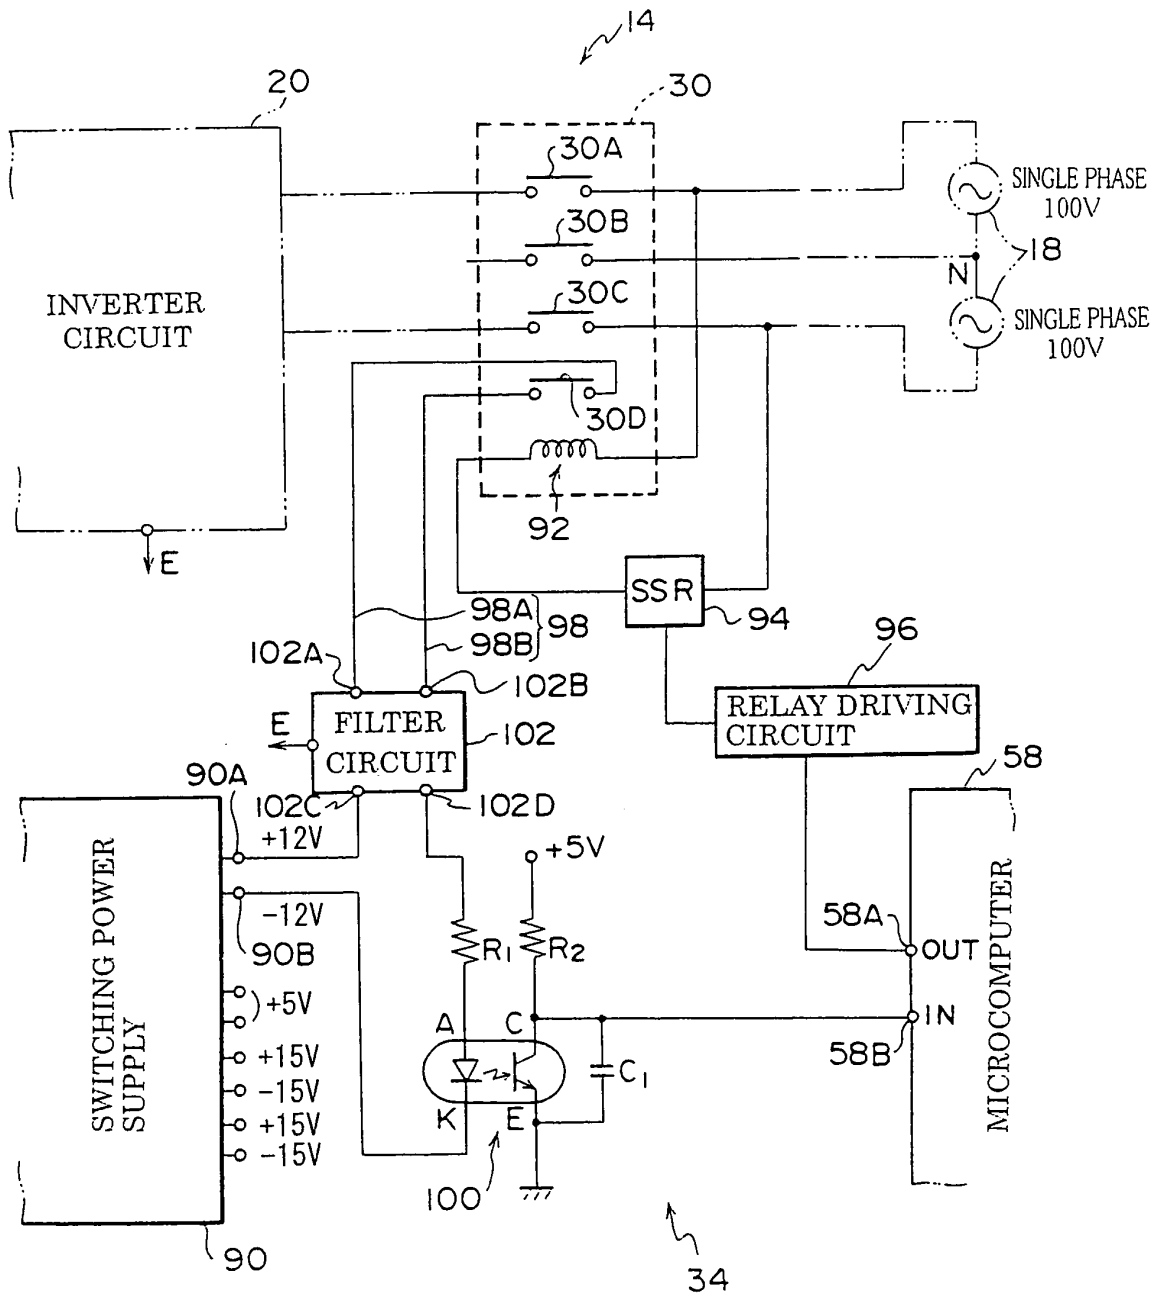 14
20
30
30A
SINGLE PHASE
100V
30B
18
N
INVERTER
CIRCUIT
30C
SINGLE PHASE
100V
30D
92
E
SSR
94
98A
98
98B
96
102A
102B
RELAY DRIVING
CIRCUIT
E
FILTER
CIRCUIT
102
58
90A
102C
102D
+12V
+5V
-12V
90B
R1
R2
58A
OUT
+5V
SWITCHING POWER
SUPPLY
A
C
IN
58B
MICROCOMPUTER
+15V
C1
-15V
K
E
+15V
-15V
100
90
34